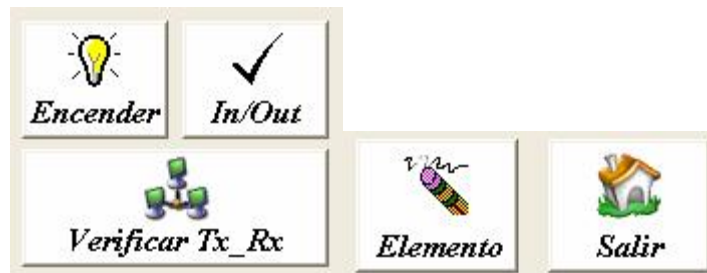 Encender
In/Out
Verificar Tx_Rx
Elemento
Salir